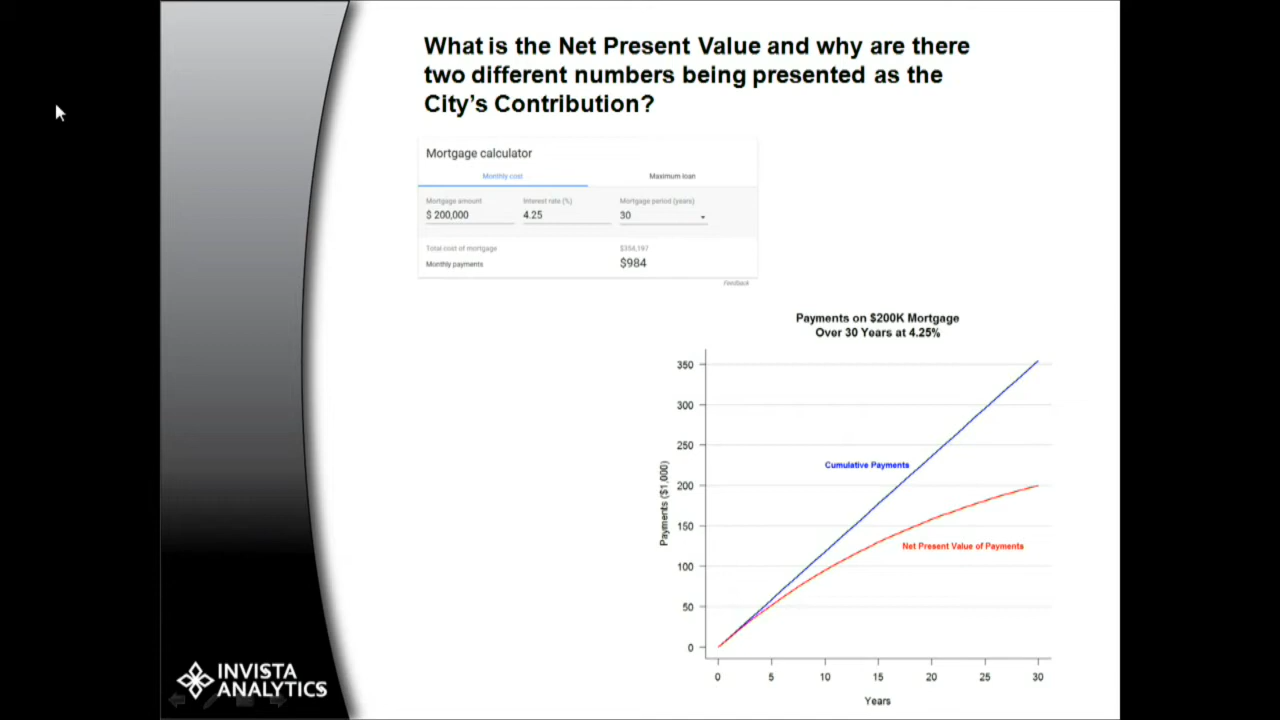 What is the Net Present Value and why are there
two different numbers being presented as the
City's Contribution?
Mortgage calculator
Monthly cost
Maximum loan
Mortgage amount
Interest rate (%)
Mortgage period (years)
$ 200,000
4.25
30
Total cost of mortgage
$354,197
Monthly payments
$984
Feedback
Payments on $200K Mortgage
Over 30 Years at 4.25%
350
300
250
200
150
100
50
0
Payments ($1,000)
Cumulative Payments
Net Present Value of Payments
0 5 10 15 20 25 30
Years
INVISTA
ANALYTICS